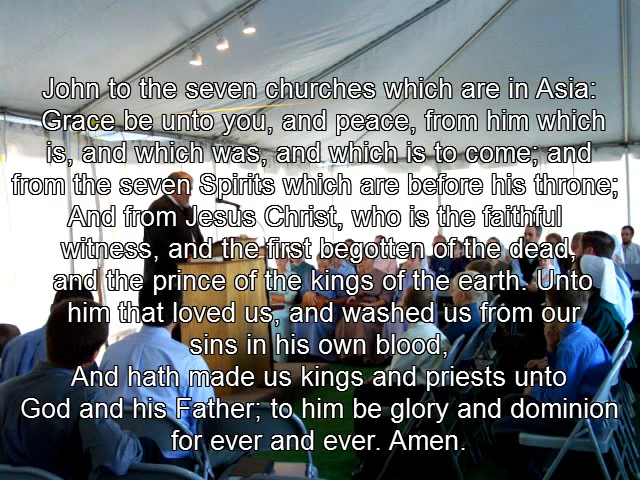 John to the seven churches which are in Asia:
Grace be unto you, and peace, from him which
is, and which was, and which is to come; and
from the seven Spirits which are before his throne;
And from Jesus Christ, who is the faithful
witness, and the first begotten of the dead,
and the prince of the kings of the earth. Unto
him that loved us, and washed us from our
sins in his own blood,
And hath made us kings and priests unto
God and his Father; to him be glory and dominion
for ever and ever. Amen.